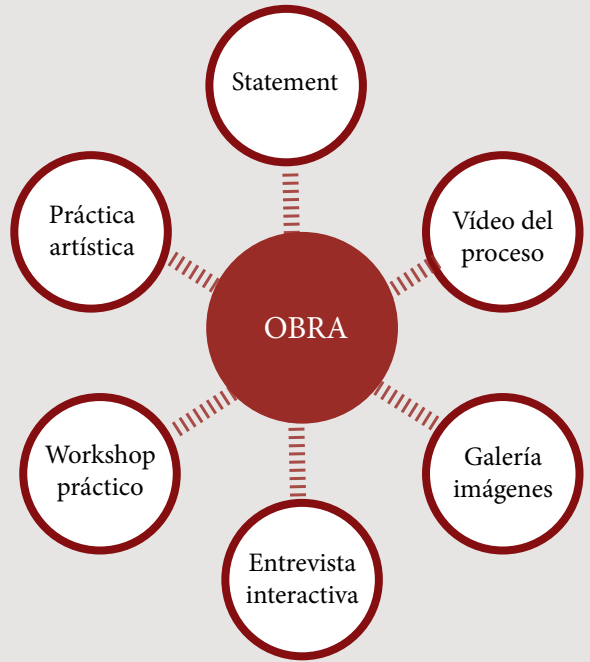 Statement
Práctica
artística
Vídeo del
proceso
OBRA
Workshop
práctico
Galería
imágenes
Entrevista
interactiva